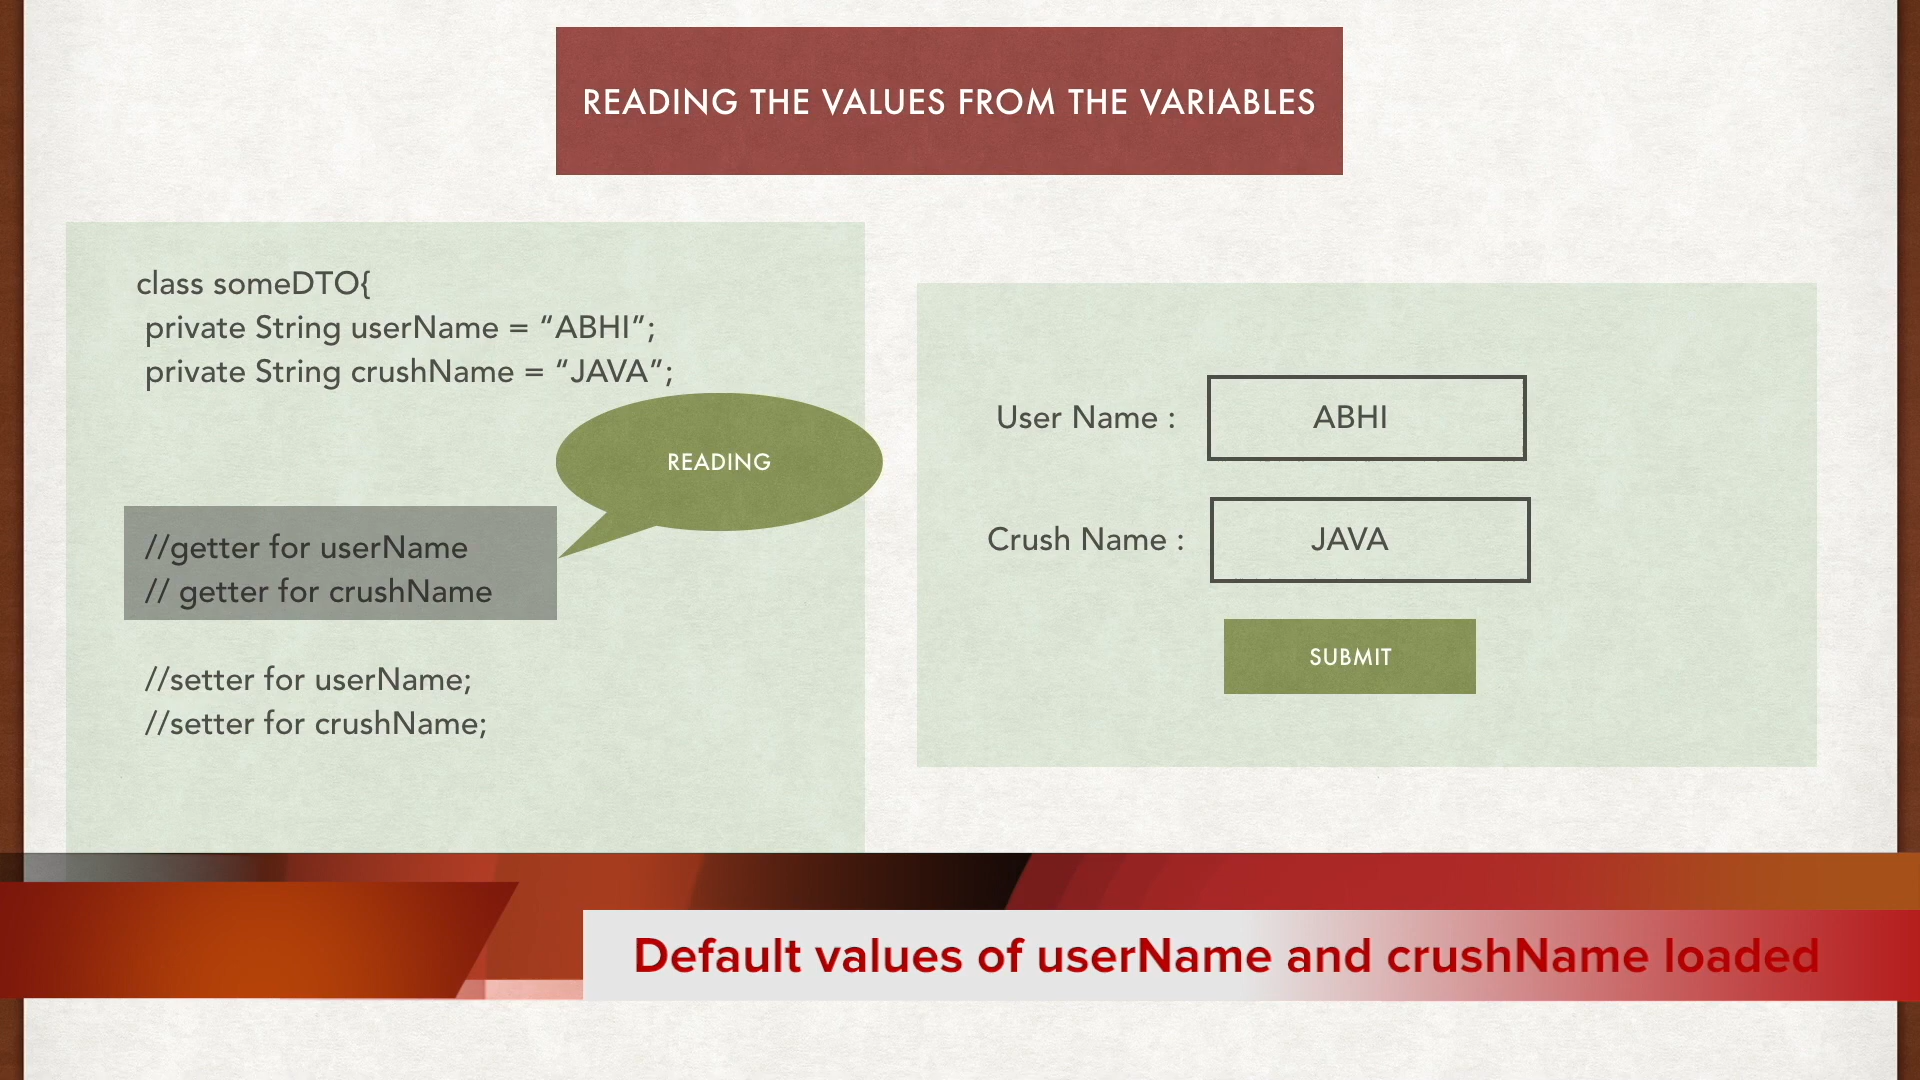 READING THE VALUES FROM THE VARIABLES
class someDTO{
private String userName = “ABHI”;
private String crushName = “JAVA”;
READING
//getter for userName
// getter for crushName
//setter for userName;
//setter for crushName;
User Name : ABHI
Crush Name : JAVA
SUBMIT
Default values of userName and crushName loaded